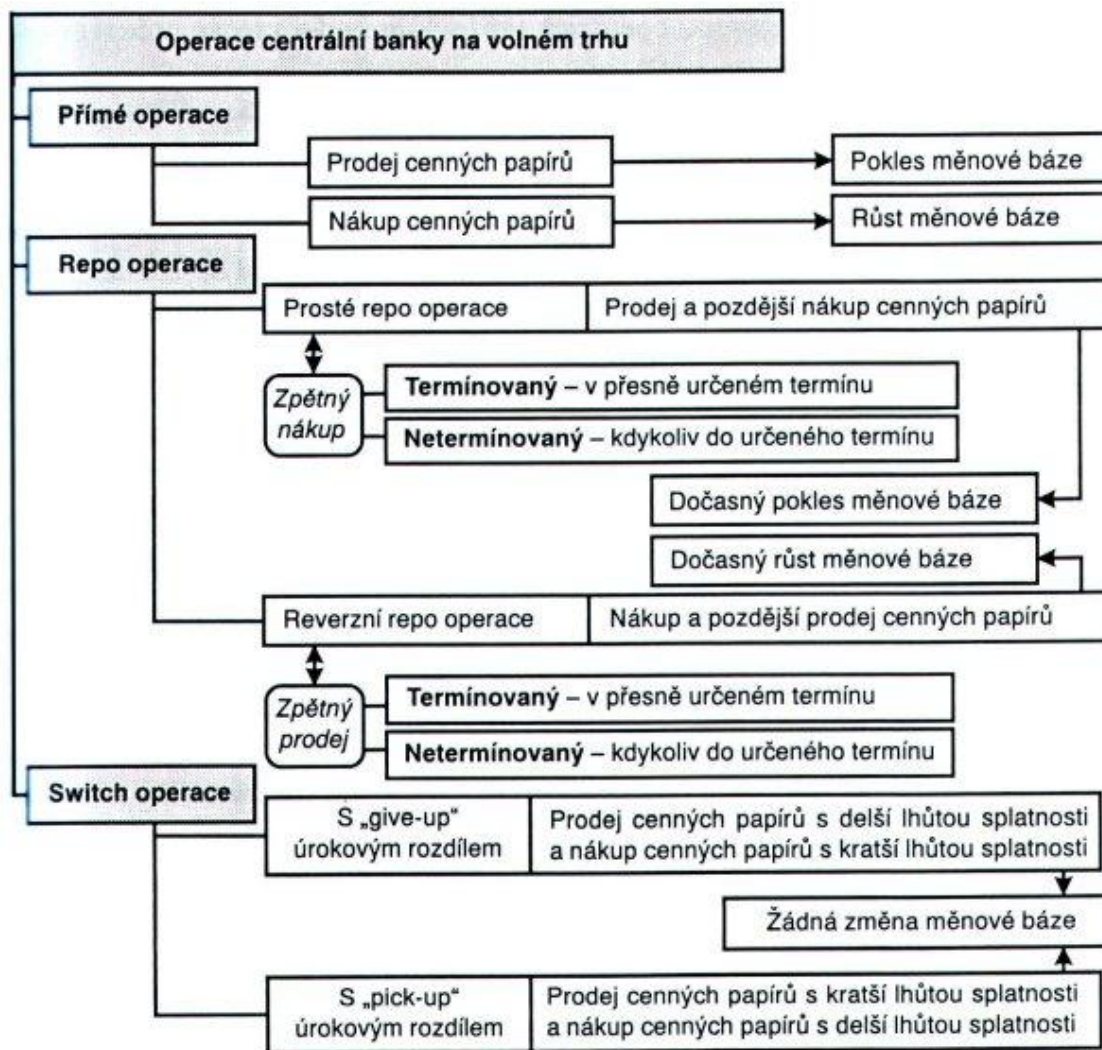 Operace centrální banky na volném trhu
Přímé operace
Prodej cenných papírů
Pokles měnové báze
Nákup cenných papírů
Růst měnové báze
Repo operace
Prosté repo operace
Prodej a pozdější nákup cenných papírů
Zpětný
nákup
Termínovaný – v přesně určeném termínu
Netermínovaný – kdykoliv do určeného termínu
Dočasný pokles měnové báze
Dočasný růst měnové báze
Reverzní repo operace
Nákup a pozdější prodej cenných papírů
Zpětný
prodej
Termínovaný – v přesně určeném termínu
Netermínovaný – kdykoliv do určeného termínu
Switch operace
S „give-up“
úrokovým rozdílem
Prodej cenných papírů s delší lhůtou splatnosti
a nákup cenných papírů s kratší lhůtou splatnosti
Žádná změna měnové báze
S „pick-up“
úrokovým rozdílem
Prodej cenných papírů s kratší lhůtou splatnosti
a nákup cenných papírů s delší lhůtou splatnosti